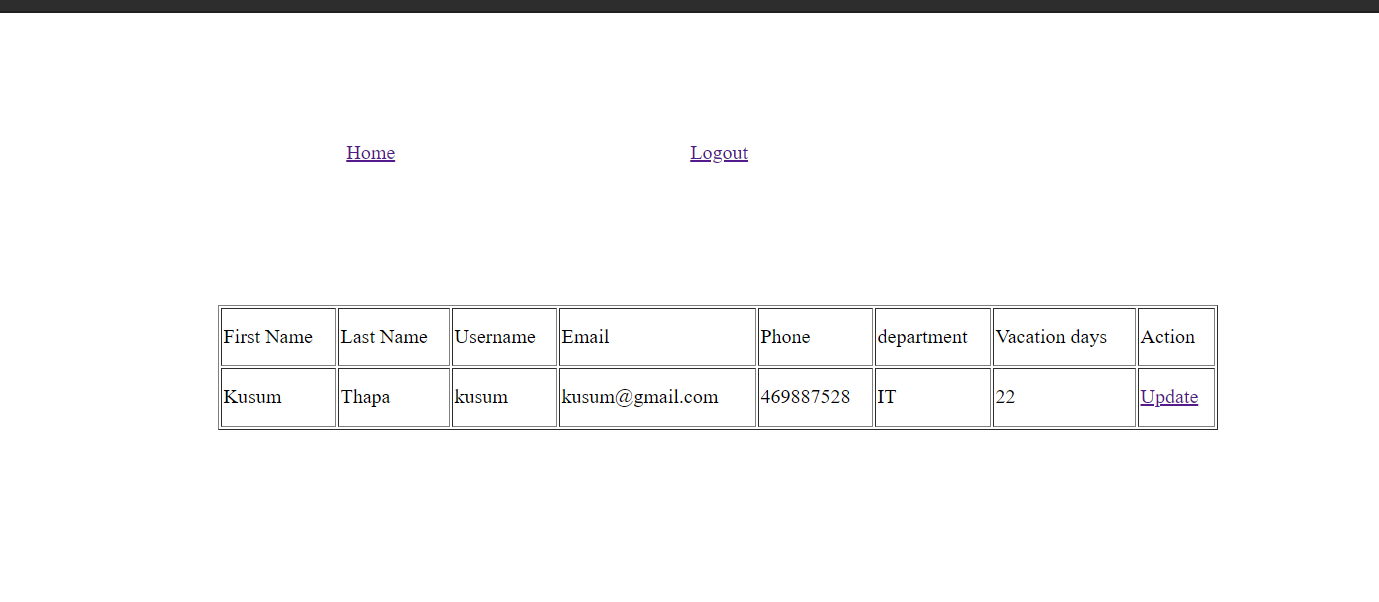 Home Logout
First Name Last Name Username Email Phone department Vacation days Action
Kusum Thapa kusum kusum@gmail.com 469887528 IT 22 Update